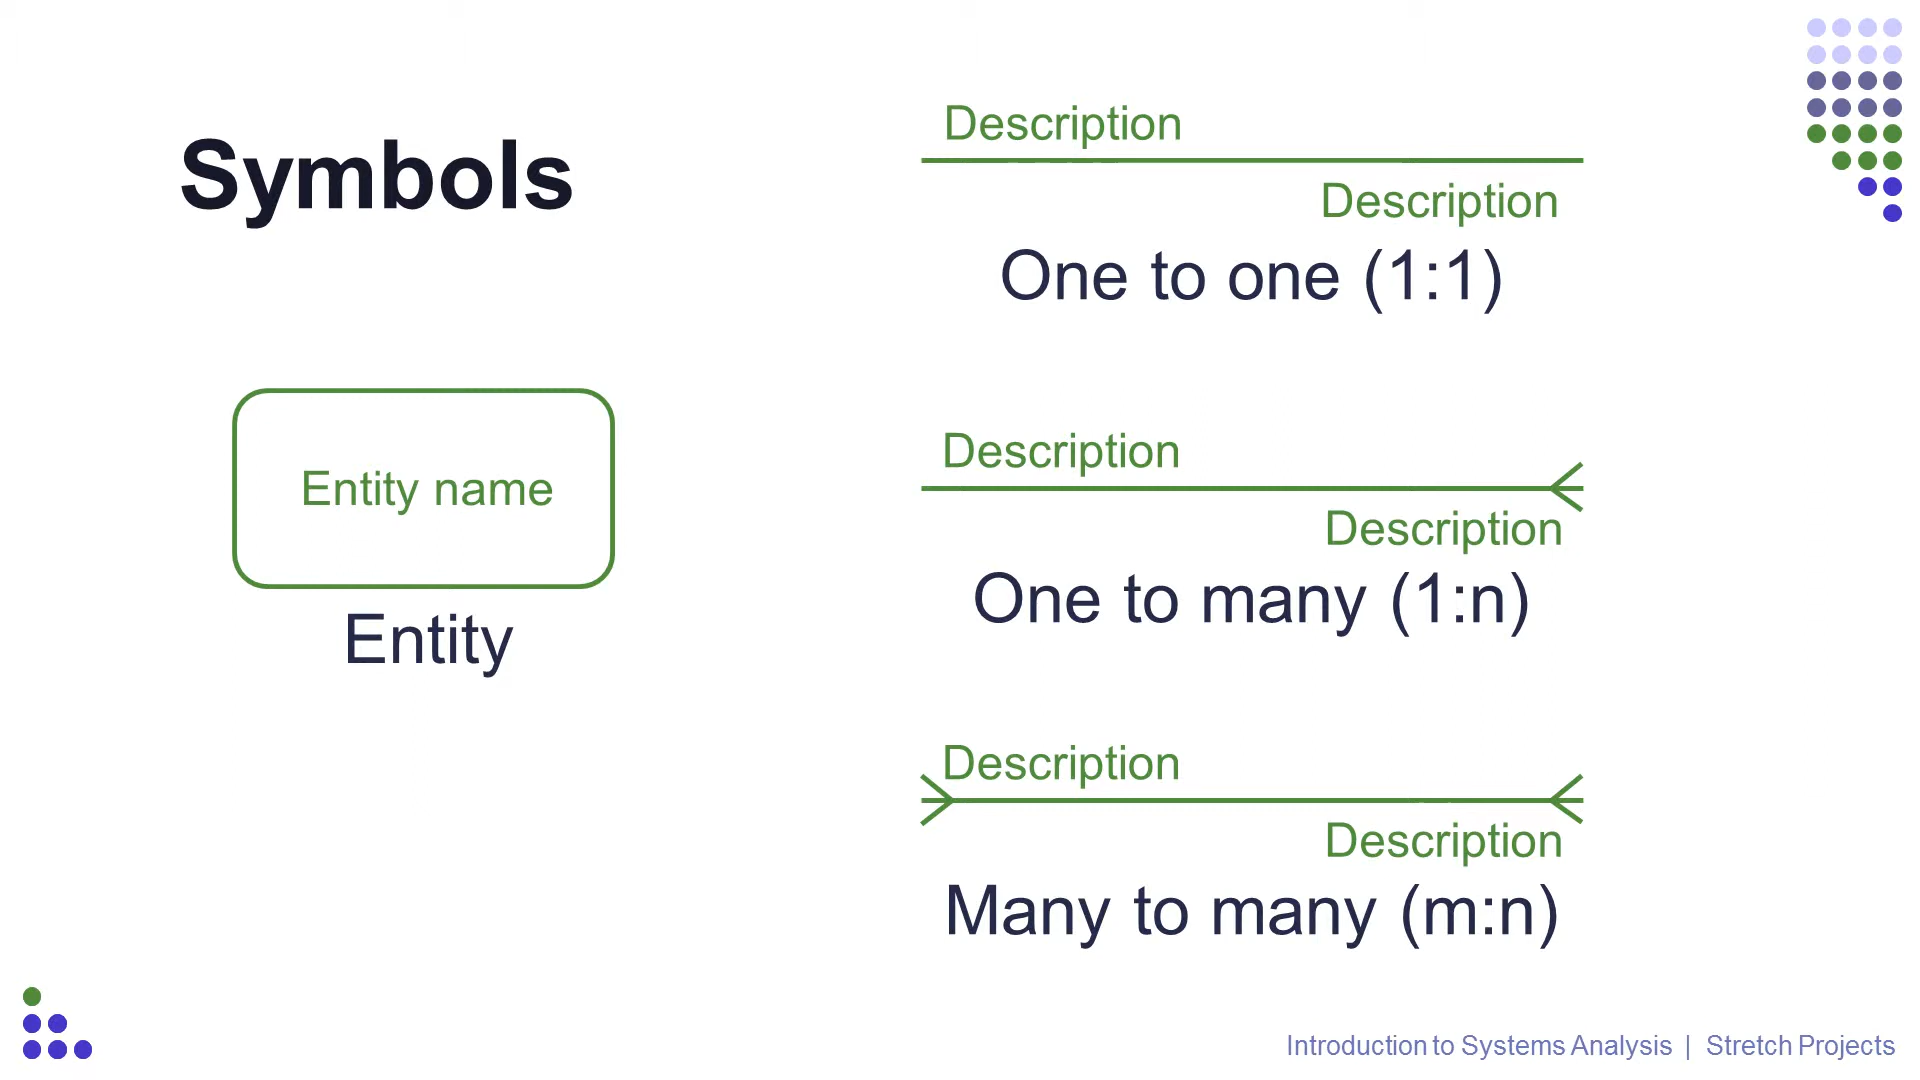 Symbols
Entity name
Entity
Description
Description
One to one (1:1)
Description
Description
One to many (1:n)
Description
Description
Many to many (m:n)
Introduction to Systems Analysis | Stretch Projects